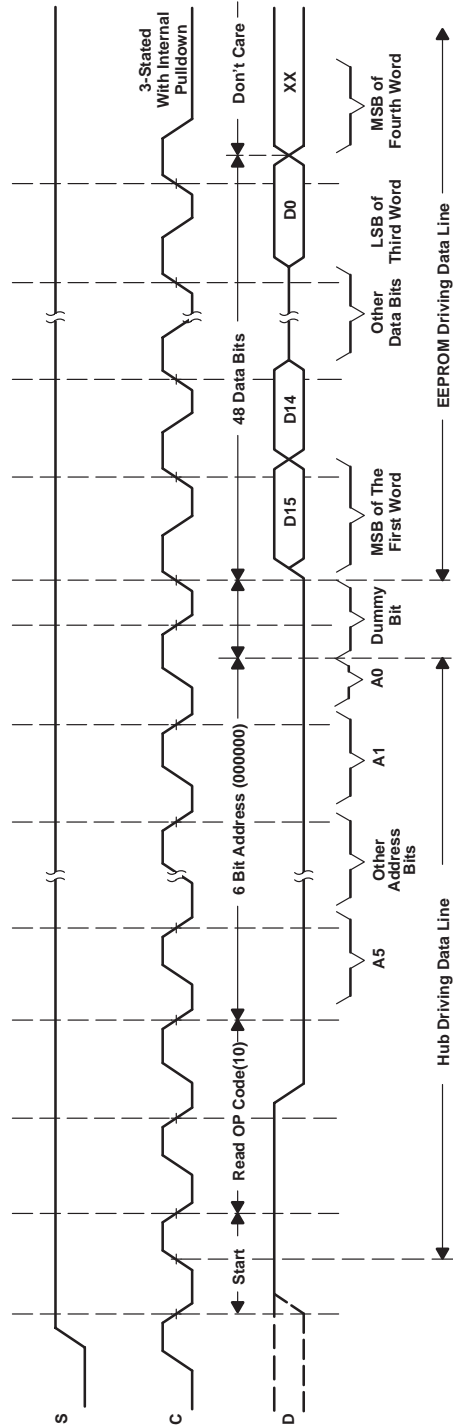 S
C
D
3-Stated
With Internal
Pulldown
Start
Read OP Code(10)
6 Bit Address (000000)
48 Data Bits
Don't Care
D15
D14
D0
XX
A5
Other
Address
Bits
A1
A0
Dummy
Bit
MSB of The
First Word
Other
Data Bits
LSB of
Third Word
MSB of
Fourth Word
Hub Driving Data Line
EEPROM Driving Data Line